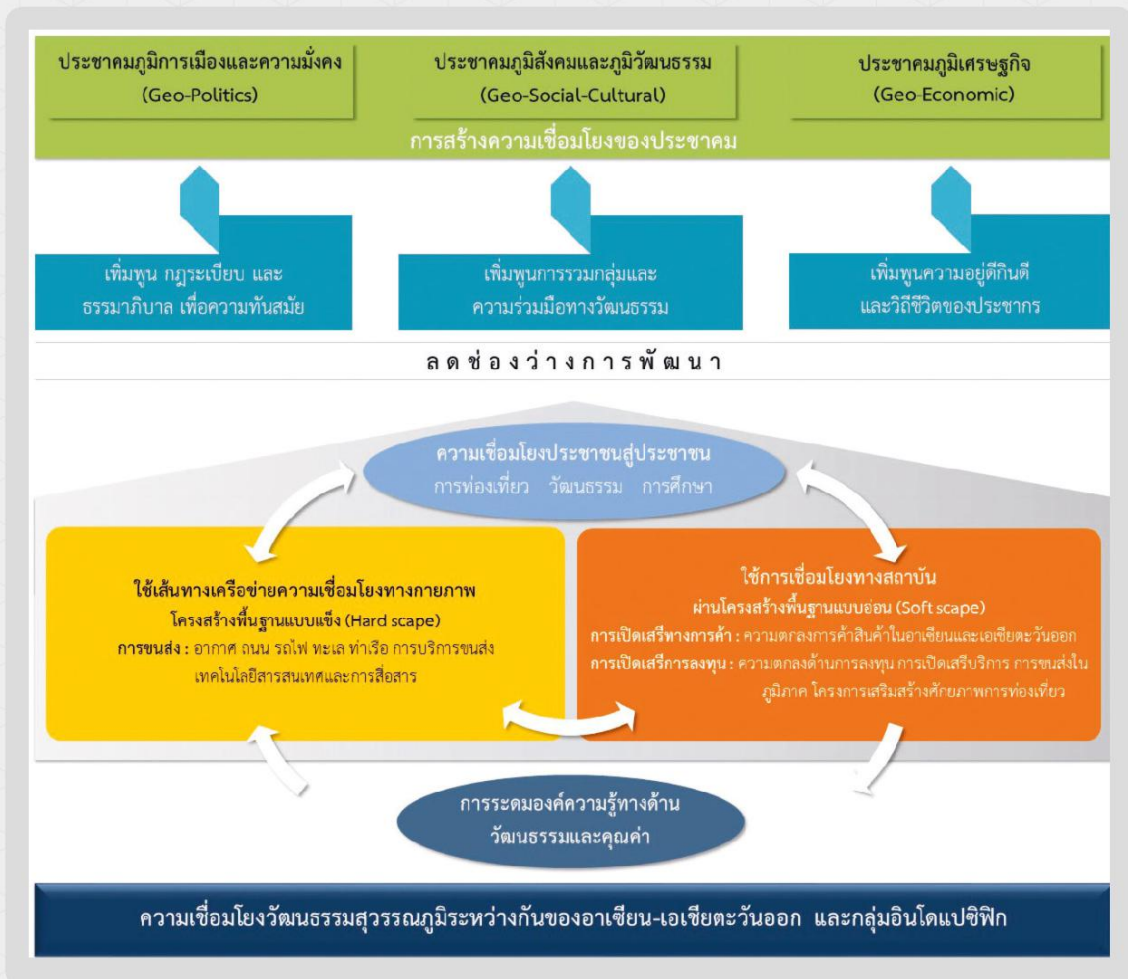 ประชาคมภูมิการเมืองและความมั่งคง
(Geo-Politics)
ประชาคมภูมิสังคมและภูมิวัฒนธรรม
(Geo-Social-Cultural)
ประชาคมภูมิเศรษฐกิจ
(Geo-Economic)
การสร้างความเชื่อมโยงของประชาคม
เพิ่มพูน กฎระเบียบ และ
ธรรมาภิบาล เพื่อความทันสมัย
เพิ่มพูนการรวมกลุ่มและ
ความร่วมมือทางวัฒนธรรม
เพิ่มพูนความอยู่ดีกินดี
และวิถีชีวิตของประชากร
ลดช่องว่างการพัฒนา
ความเชื่อมโยงประชาชนสู่ประชาชน
การท่องเที่ยว วัฒนธรรม การศึกษา
ใช้เส้นทางเครือข่ายความเชื่อมโยงทางกายภาพ
โครงสร้างพื้นฐานแบบแข็ง (Hard scape)
การขนส่ง : อากาศ ถนน รถไฟ ทะเล ท่าเรือ การบริการขนส่ง
เทคโนโลยีสารสนเทศและการสื่อสาร
ใช้การเชื่อมโยงทางสถาบัน
ผ่านโครงสร้างพื้นฐานแบบอ่อน (Soft scape)
การเปิดเสรีทางการค้า : ความตกลงการค้าสินค้าในอาเซียนและเอเชียตะวันออก
การเปิดเสรีการลงทุน : ความตกลงด้านการลงทุน การเปิดเสรีบริการ การขนส่งใน
ภูมิภาค โครงการเสริมสร้างศักยภาพการท่องเที่ยว
การระดมองค์ความรู้ทางด้าน
วัฒนธรรมและคุณค่า
ความเชื่อมโยงวัฒนธรรมสุวรรณภูมิระหว่างกันของอาเซียน-เอเชียตะวันออก และกลุ่มอินโดแปซิฟิก